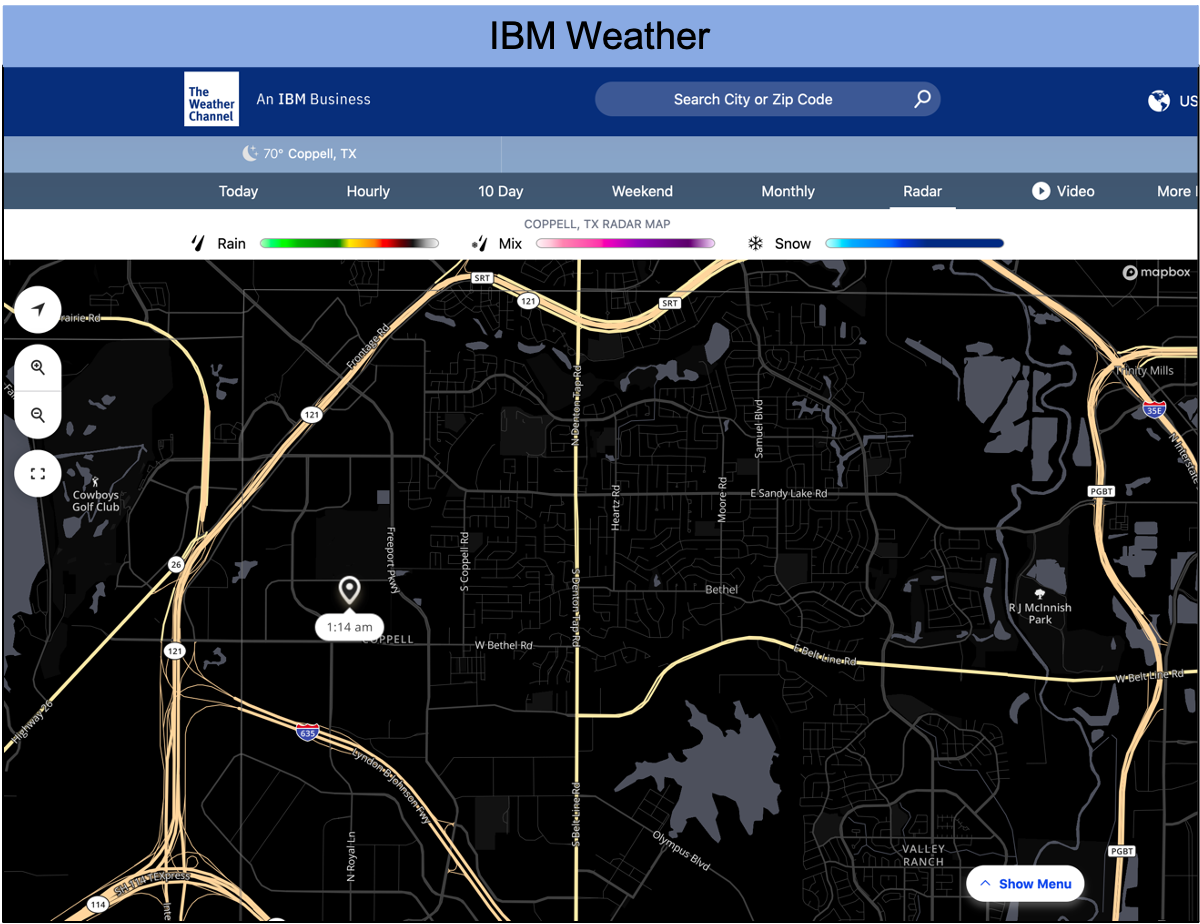 IBM Weather
The
Weather
Channel
An IBM Business
Search City or Zip Code
US
70° Coppell, TX
Today
Hourly
10 Day
Weekend
Monthly
Radar
Video
More
COPPELL, TX RADAR MAP
Rain
Mix
Snow
mapbox
SRT
121
SRT
rairie Rd
Frontage Rd
N Denton Tap Rd
Trinity Mills
35E
N Interstate
121
Samuel Blvd
Cowboys
Golf Club
Heartz Rd
Moore Rd
E Sandy Lake Rd
PGBT
Freeport Pkwy
S Coppell Rd
26
S Denton Tap Rd
Bethel
R J McInnish
Park
1:14 am
COPPELL
W Bethel Rd
121
E Belt Line Rd
W Belt Line Rd
Highway 26
635
Lyndon B Johnson Fwy
S Belt Line Rd
N Royal Ln
Olympus Blvd
VALLEY
RANCH
PGBT
SH 114 TEXpress
114
Inte
Show Menu